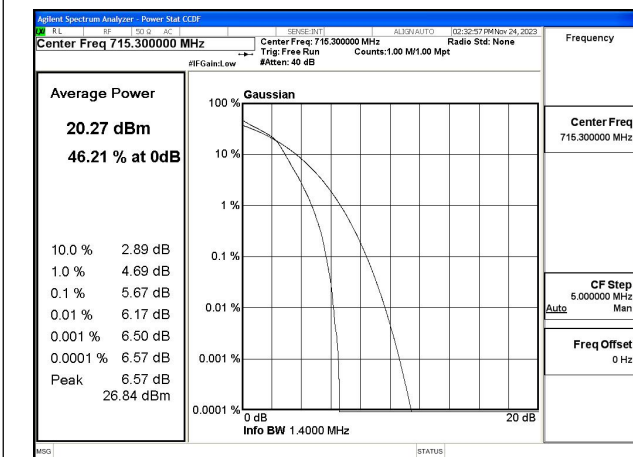 Agilent Spectrum Analyzer - Power Stat CCDF
RL RF 50 Ω AC SENSE:INT ALIGN AUTO 02:32:57 PM Nov 24, 2023
Center Freq 715.300000 MHz
Center Freq: 715.300000 MHz Radio Std: None
Trig: Free Run Counts:1.00 M/1.00 Mpt
#IFGain:Low #Atten: 40 dB
Frequency
Average Power
20.27 dBm
46.21 % at 0dB
10.0 % 2.89 dB
1.0 % 4.69 dB
0.1 % 5.67 dB
0.01 % 6.17 dB
0.001 % 6.50 dB
0.0001 % 6.57 dB
Peak 6.57 dB
26.84 dBm
Gaussian
100 %
10 %
1 %
0.1 %
0.01 %
0.001 %
0.0001 %
0 dB 20 dB
Info BW 1.4000 MHz
Center Freq
715.300000 MHz
CF Step
5.000000 MHz
Auto Man
Freq Offset
0 Hz
MSG STATUS